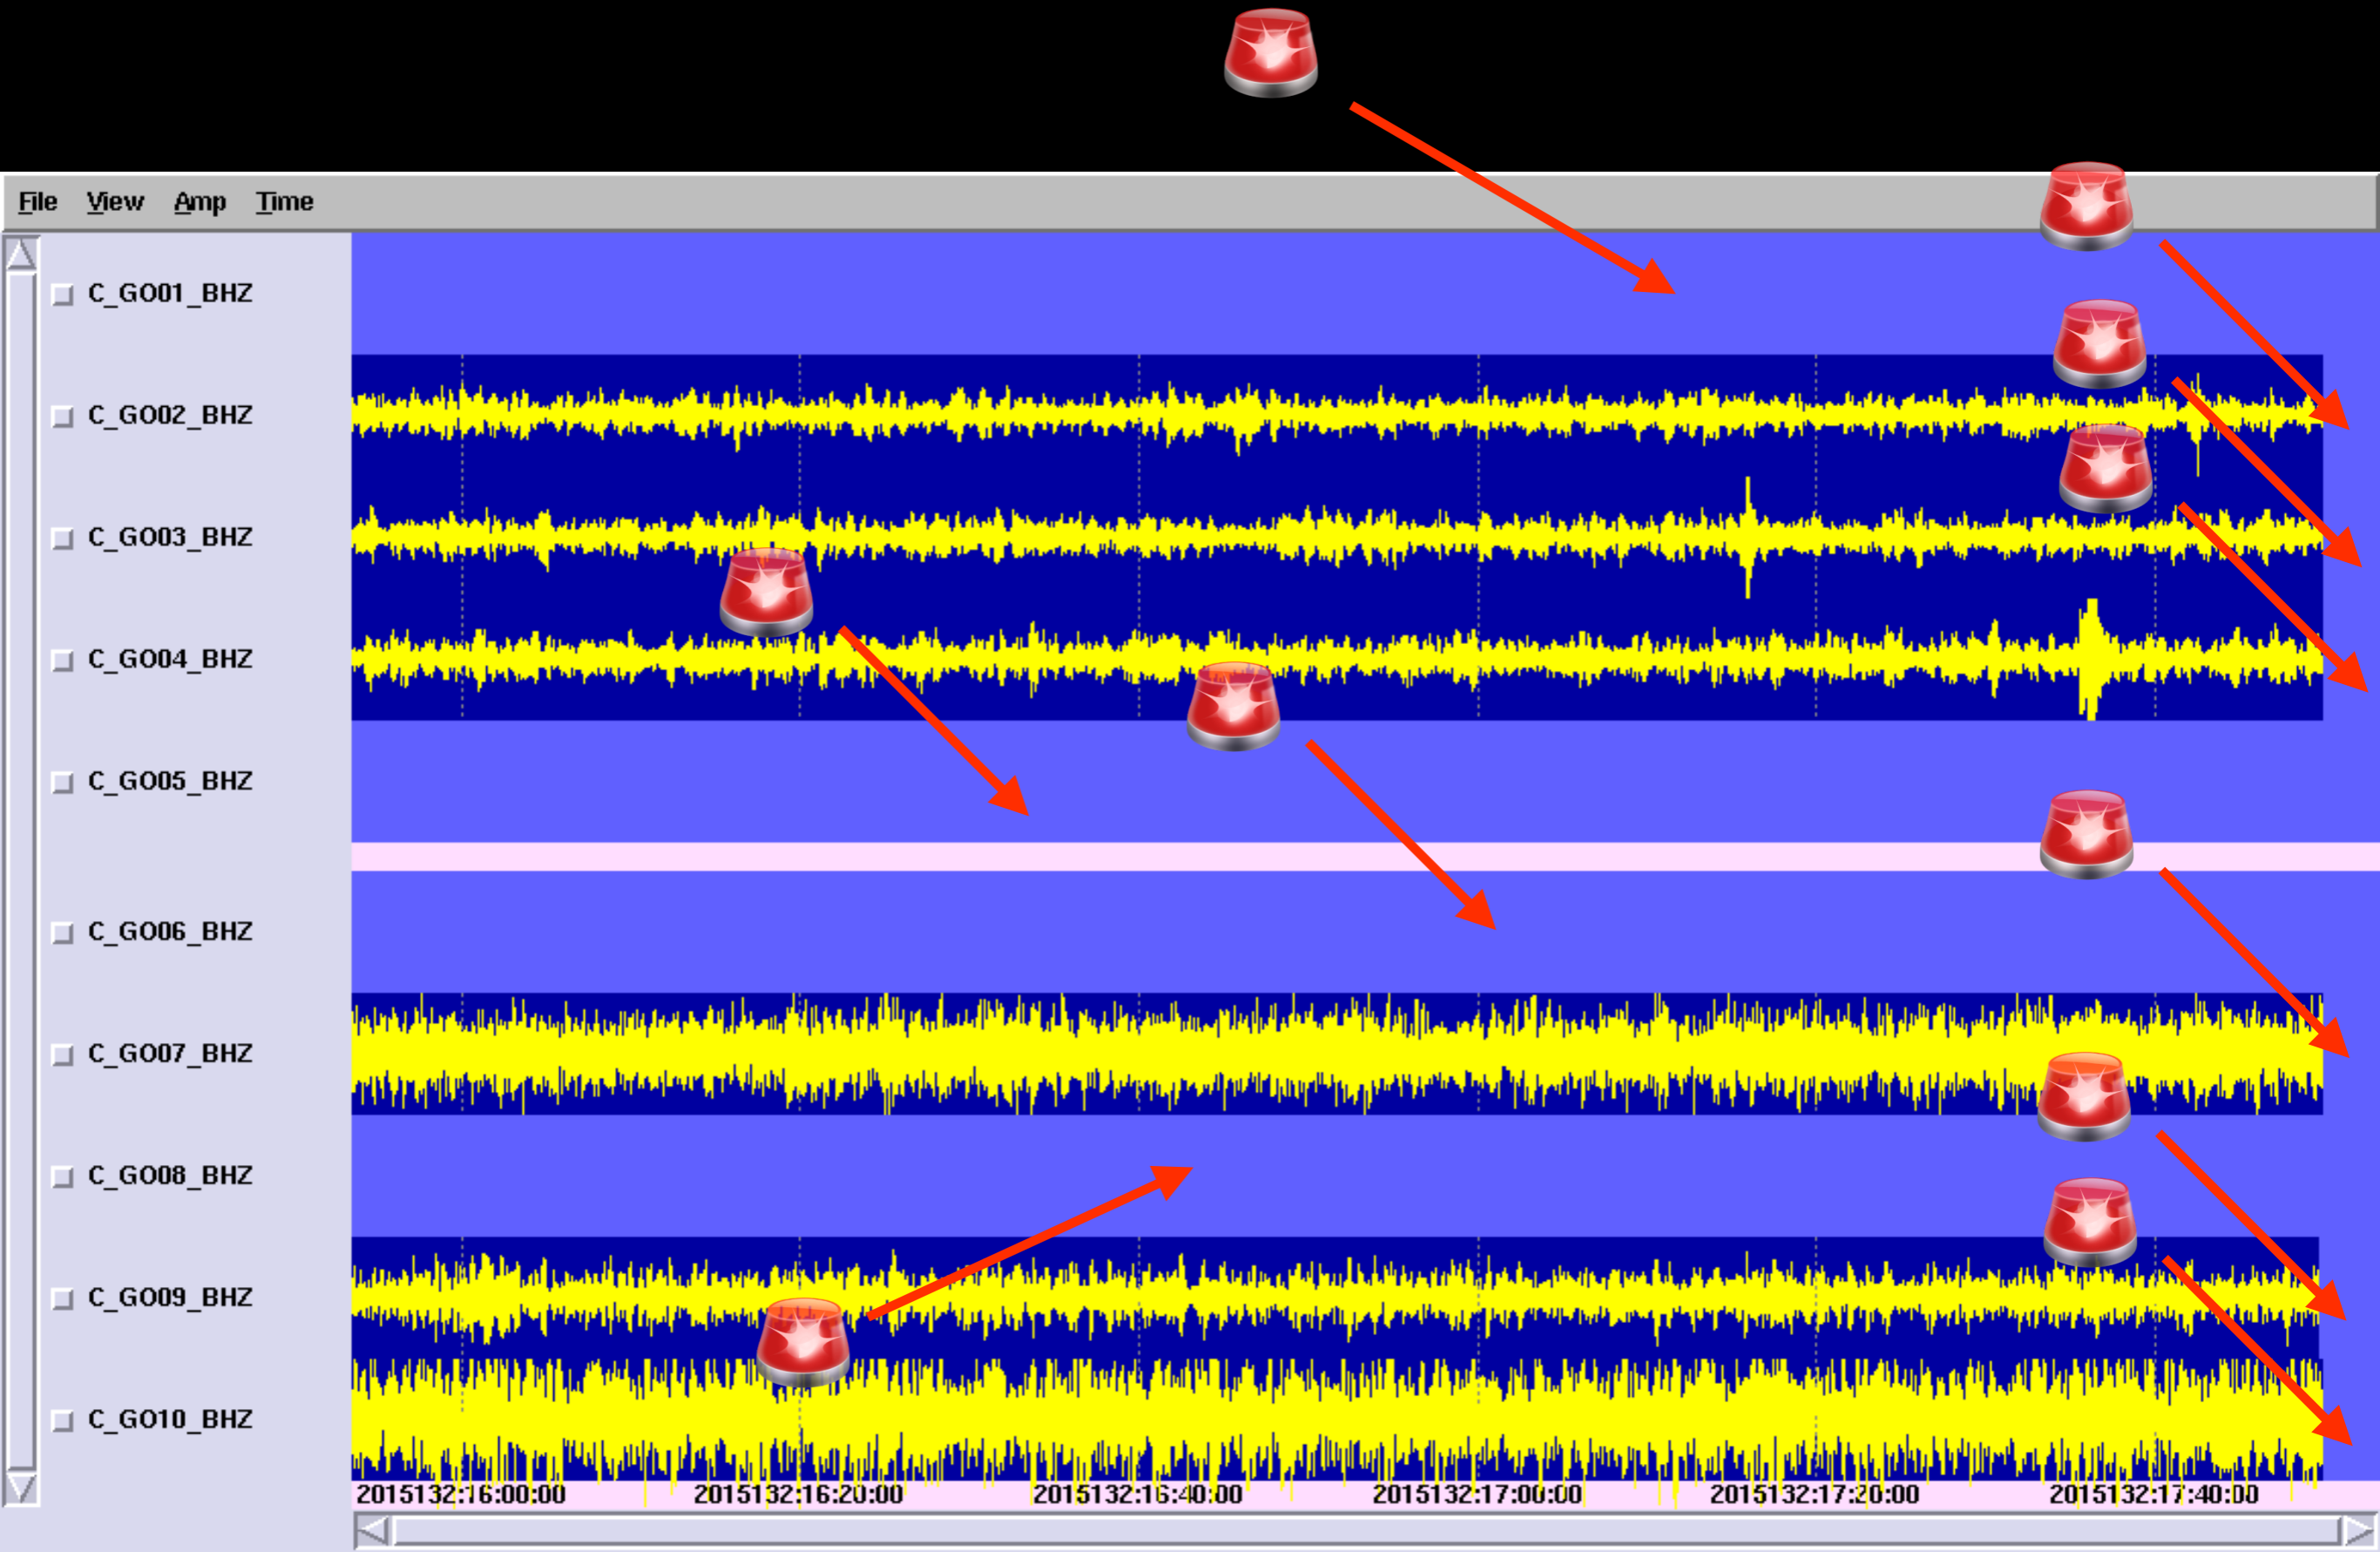 File View Amp Time
C_GO01_BHZ
C_GO02_BHZ
C_GO03_BHZ
C_GO04_BHZ
C_GO05_BHZ
C_GO06_BHZ
C_GO07_BHZ
C_GO08_BHZ
C_GO09_BHZ
C_GO10_BHZ
2015132:16:00:00 2015132:16:20:00 2015132:16:40:00 2015132:17:00:00 2015132:17:20:00 2015132:17:40:00